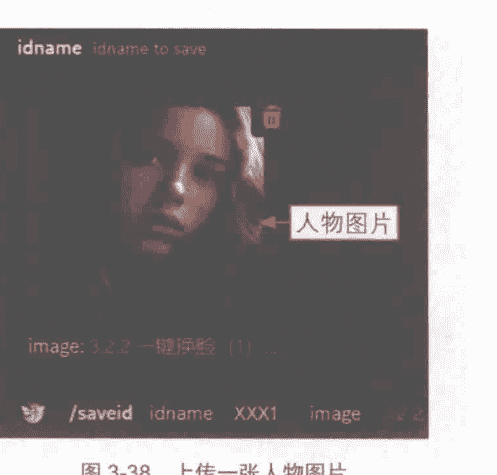 idname idname to save
人物图片
image: 3.2.2 一键换脸 (1) ...
/saveid idname XXX1 image
图 3-38 上传一张人物图片